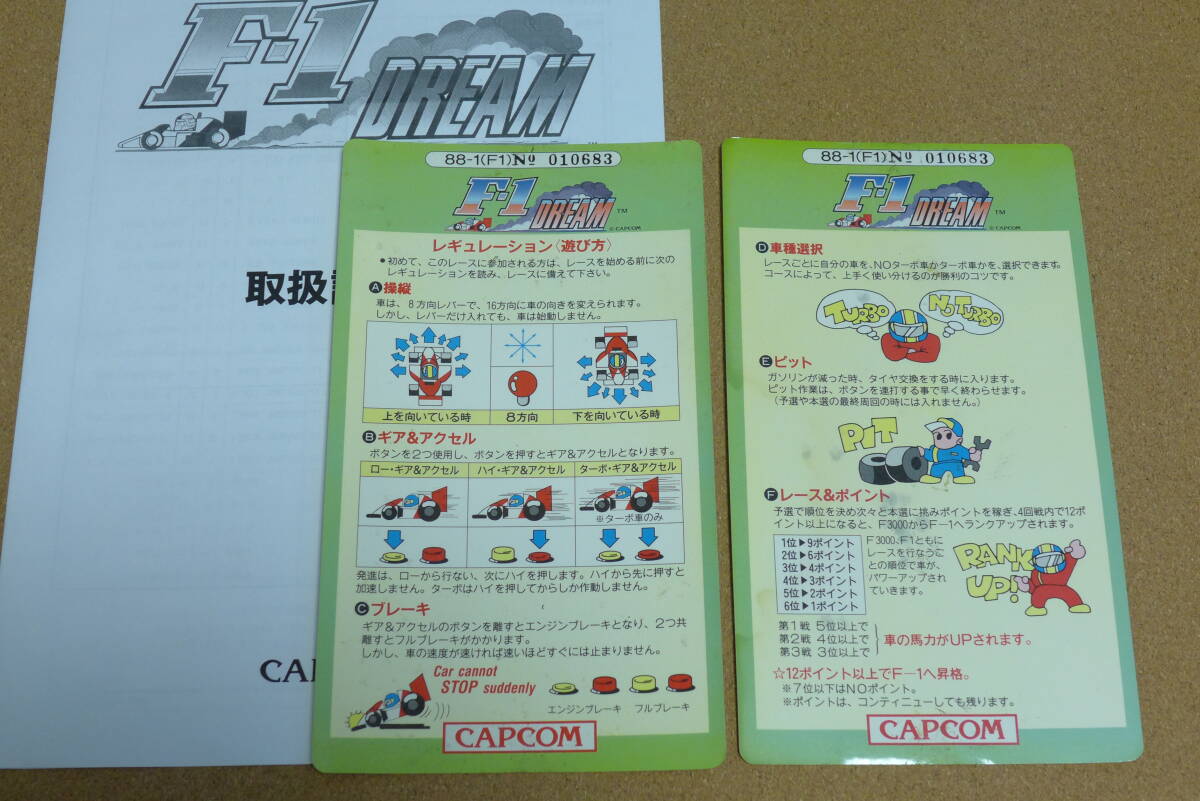 F-1
DREAM
取扱
CA
88-1(F1) No 010683
F-1 DREAM TM
© CAPCOM
レギュレーション〈遊び方〉
●初めて、このレースに参加される方は、レースを始める前に次の
レギュレーションを読み、レースに備えて下さい。
A 操縦
車は、8方向レバーで、16方向に車の向きを変えられます。
しかし、レバーだけ入れても、車は始動しません。
上を向いている時 8方向 下を向いている時
B ギア&アクセル
ボタンを2つ使用し、ボタンを押すとギア&アクセルとなります。
ロー・ギア&アクセル ハイ・ギア&アクセル ターボ・ギア&アクセル
※ターボ車のみ
発進は、ローから行ない、次にハイを押します。ハイから先に押すと
加速しません。ターボはハイを押してからしか作動しません。
C ブレーキ
ギア&アクセルのボタンを離すとエンジンブレーキとなり、2つ共
離すとフルブレーキがかかります。
しかし、車の速度が速ければ速いほどすぐには止まりません。
Car cannot
STOP suddenly
エンジンブレーキ フルブレーキ
CAPCOM
88-1(F1) No 010683
F-1 DREAM TM
© CAPCOM
D 車種選択
レースごとに自分の車を、NOターボ車かターボ車かを、選択できます。
コースによって、上手く使い分けるのが勝利のコツです。
TURBO NO TURBO
E ピット
ガソリンが減った時、タイヤ交換をする時に入ります。
ピット作業は、ボタンを連打する事で早く終わらせます。
(予選や本選の最終周回の時には入れません。)
PIT
F レース&ポイント
予選で順位を決め次々と本選に挑みポイントを稼ぎ、4回戦内で12ポ
イント以上になると、F3000からF-1へランクアップされます。
1位▶9ポイント
2位▶6ポイント
3位▶4ポイント
4位▶3ポイント
5位▶2ポイント
6位▶1ポイント
F3000、F1ともに
レースを行なうご
との順位で車が、
パワーアップされ
ていきます。
RANK
UP!
第1戦 5位以上で
第2戦 4位以上で
第3戦 3位以上で
車の馬力がUPされます。
☆12ポイント以上でF-1へ昇格。
※7位以下はNOポイント。
※ポイントは、コンティニューしても残ります。
CAPCOM